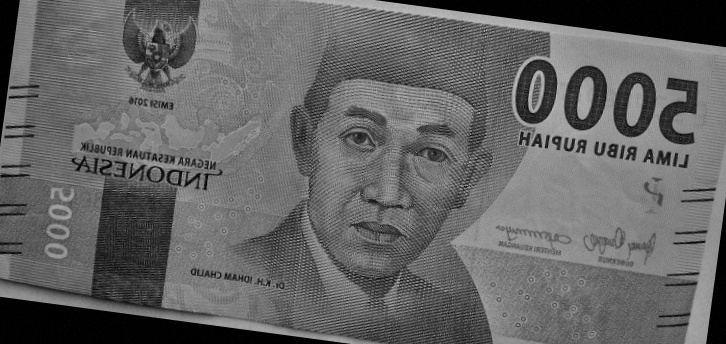 5000
LIMA RIBU RUPIAH
EMISI 2016
NEGARA KESATUAN REPUBLIK
INDONESIA
5000
GUBERNUR
MENTERI KEUANGAN
Dr. K.H. IDHAM CHALID